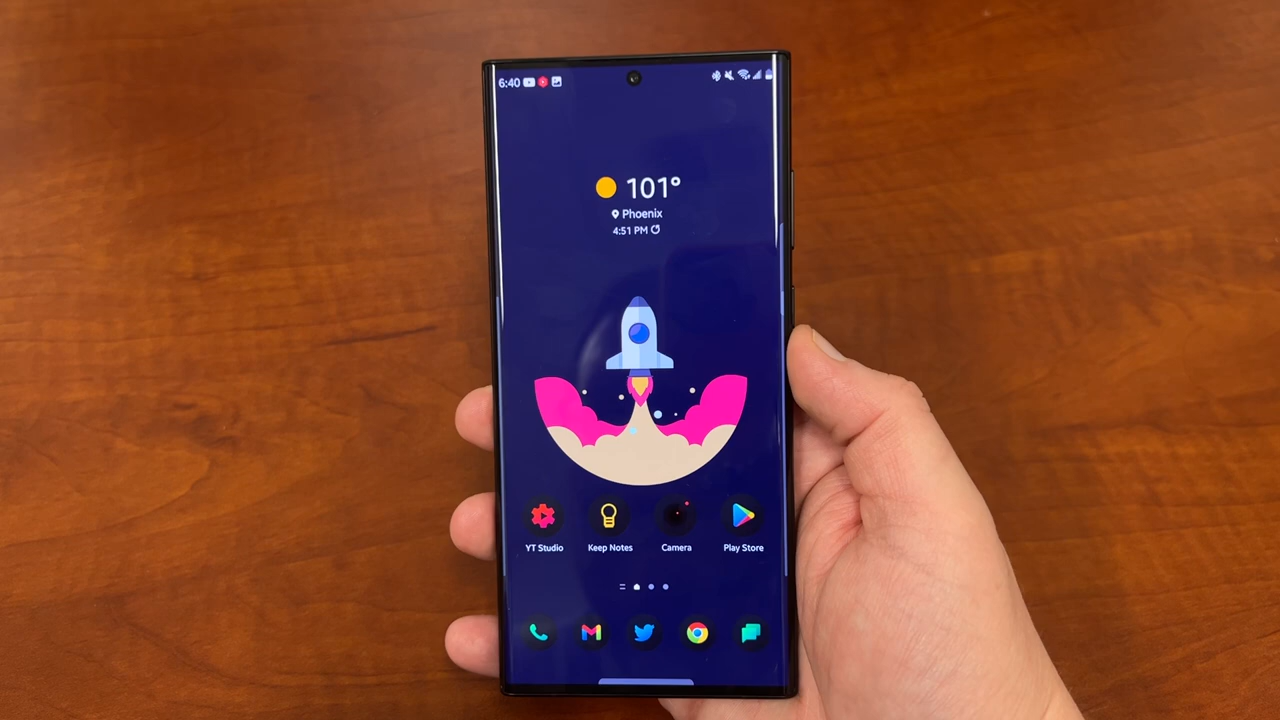 6:40
101°
Phoenix
4:51 PM
YT Studio
Keep Notes
Camera
Play Store